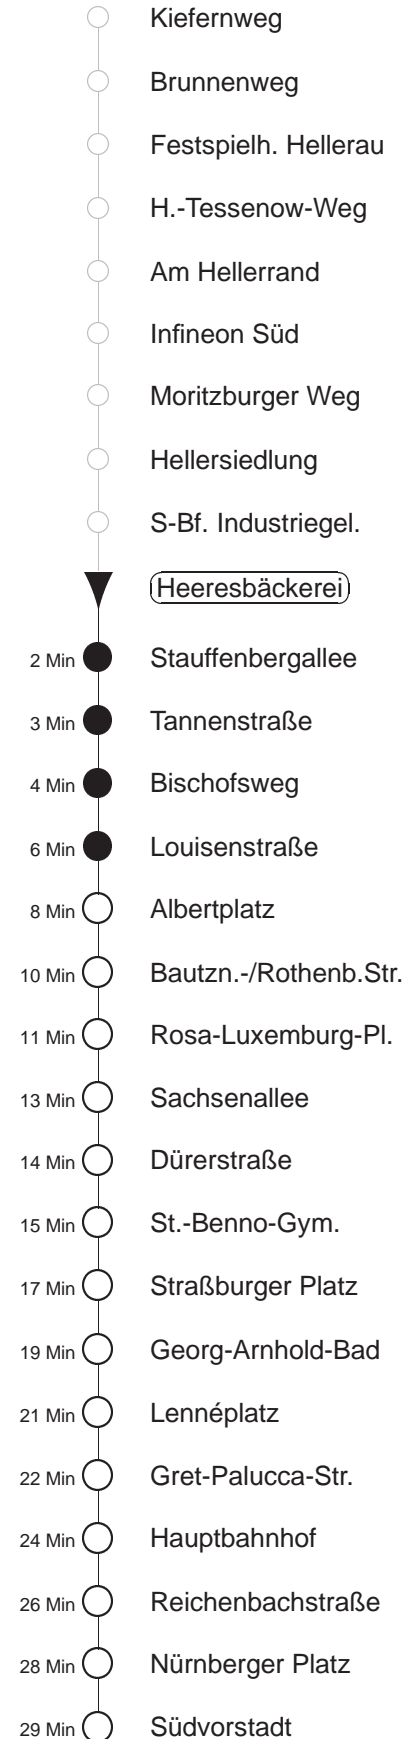 Kiefernweg
Brunnenweg
Festspielh. Hellerau
H.-Tessenow-Weg
Am Hellerrand
Infineon Süd
Moritzburger Weg
Hellersiedlung
S-Bf. Industriegel.
Heeresbäckerei
2 Min Stauffenbergallee
3 Min Tannenstraße
4 Min Bischofsweg
6 Min Louisenstraße
8 Min Albertplatz
10 Min Bautzn.-/Rothenb.Str.
11 Min Rosa-Luxemburg-Pl.
13 Min Sachsenallee
14 Min Dürerstraße
15 Min St.-Benno-Gym.
17 Min Straßburger Platz
19 Min Georg-Arnhold-Bad
21 Min Lennéplatz
22 Min Gret-Palucca-Str.
24 Min Hauptbahnhof
26 Min Reichenbachstraße
28 Min Nürnberger Platz
29 Min Südvorstadt